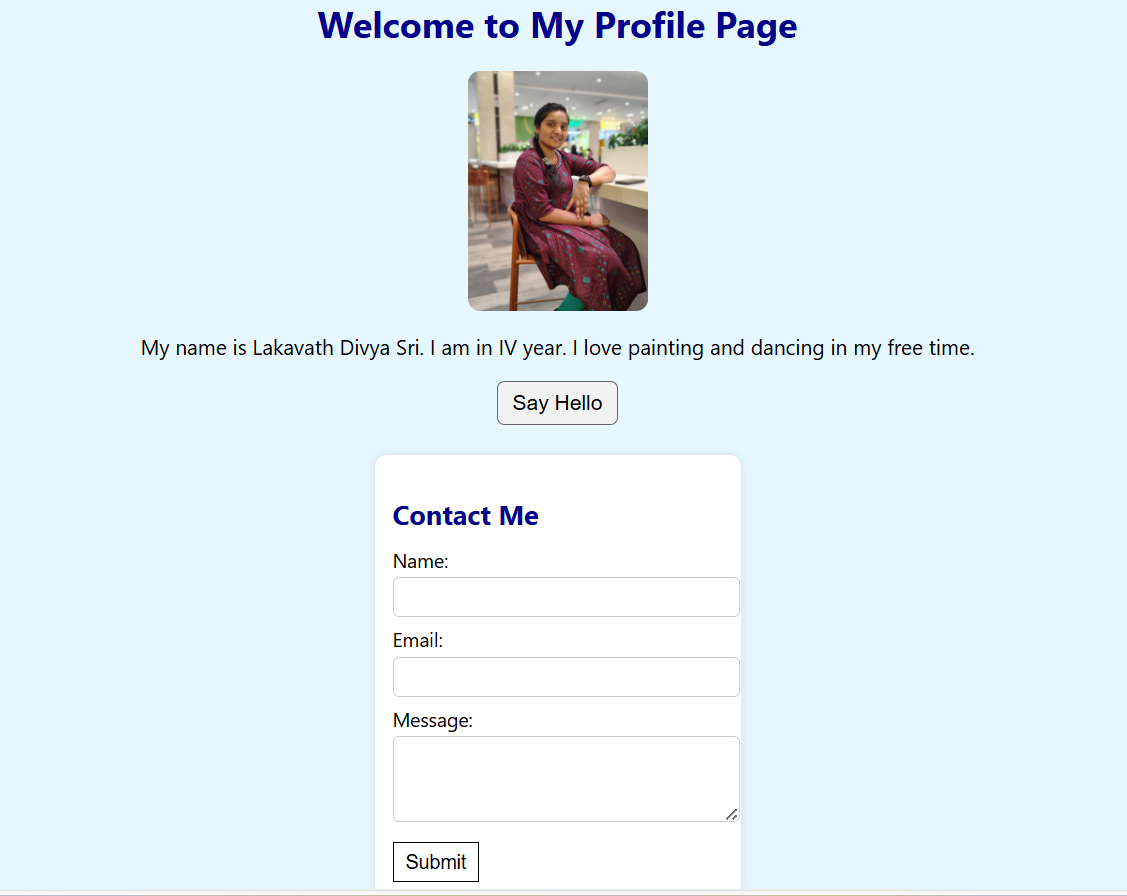 Welcome to My Profile Page
My name is Lakavath Divya Sri. I am in IV year. I love painting and dancing in my free time.
Say Hello
Contact Me
Name:
Email:
Message:
Submit